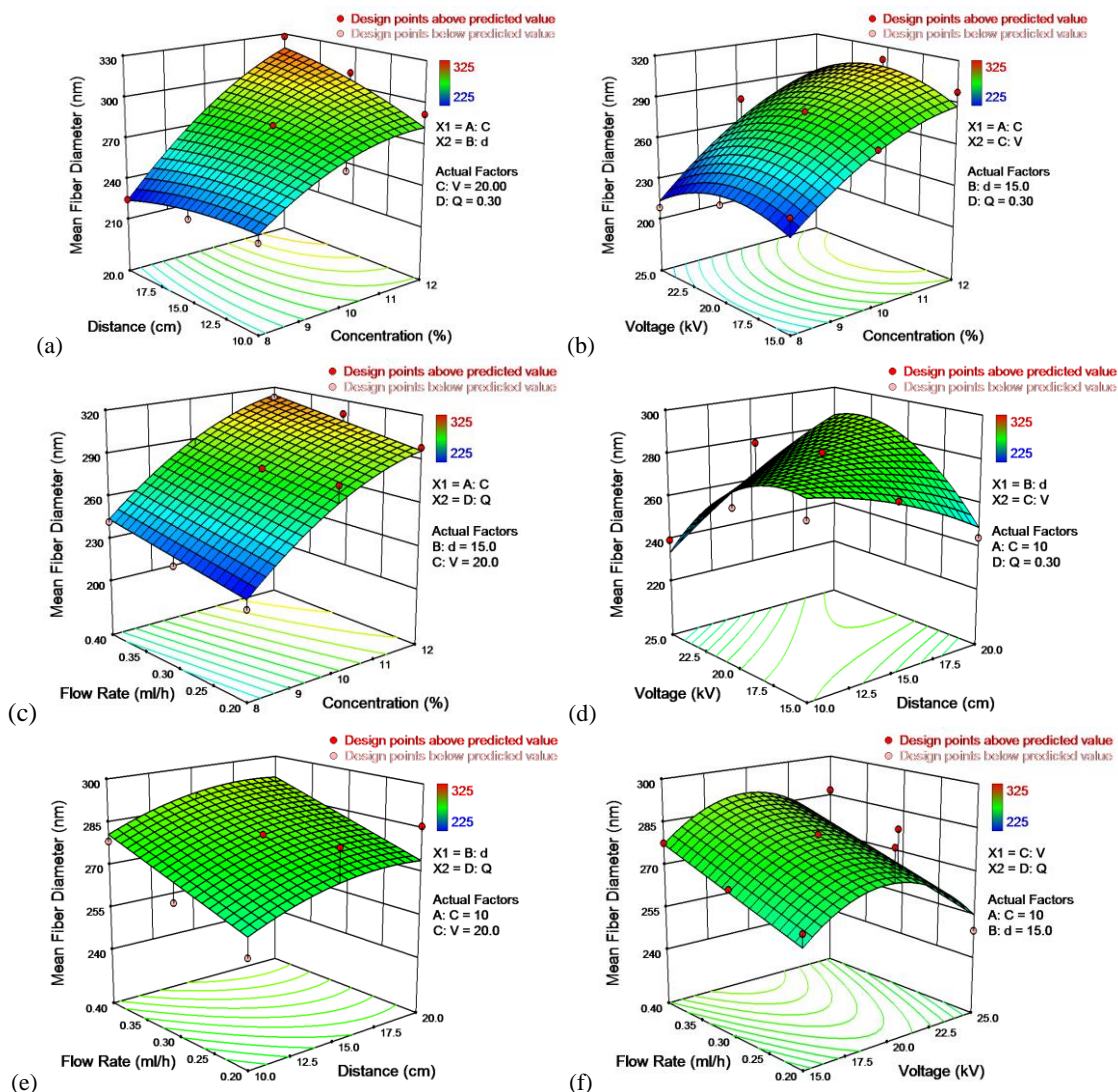 Design points above predicted value
Design points below predicted value
330
300
270
240
210
Mean Fiber Diameter (nm)
325
225
X1 = A: C
X2 = B: d
Actual Factors
C: V = 20.00
D: Q = 0.30
20.0
17.5
15.0
12.5
10.0
Distance (cm)
8
9
10
11
12
Concentration (%)
(a)
Design points above predicted value
Design points below predicted value
320
290
260
230
200
Mean Fiber Diameter (nm)
325
225
X1 = A: C
X2 = C: V
Actual Factors
B: d = 15.0
D: Q = 0.30
25.0
22.5
20.0
17.5
15.0
Voltage (kV)
8
9
10
11
12
Concentration (%)
(b)
Design points above predicted value
Design points below predicted value
320
290
260
230
200
Mean Fiber Diameter (nm)
325
225
X1 = A: C
X2 = D: Q
Actual Factors
B: d = 15.0
C: V = 20.0
0.40
0.35
0.30
0.25
0.20
Flow Rate (ml/h)
8
9
10
11
12
Concentration (%)
(c)
Design points above predicted value
Design points below predicted value
300
280
260
240
220
Mean Fiber Diameter (nm)
325
225
X1 = B: d
X2 = C: V
Actual Factors
A: C = 10
D: Q = 0.30
25.0
22.5
20.0
17.5
15.0
Voltage (kV)
10.0
12.5
15.0
17.5
20.0
Distance (cm)
(d)
Design points above predicted value
Design points below predicted value
300
285
270
255
240
Mean Fiber Diameter (nm)
325
225
X1 = B: d
X2 = D: Q
Actual Factors
A: C = 10
C: V = 20.0
0.40
0.35
0.30
0.25
0.20
Flow Rate (ml/h)
10.0
12.5
15.0
17.5
20.0
Distance (cm)
(e)
Design points above predicted value
Design points below predicted value
300
285
270
255
240
Mean Fiber Diameter (nm)
325
225
X1 = C: V
X2 = D: Q
Actual Factors
A: C = 10
B: d = 15.0
0.40
0.35
0.30
0.25
0.20
Flow Rate (ml/h)
15.0
17.5
20.0
22.5
25.0
Voltage (kV)
(f)